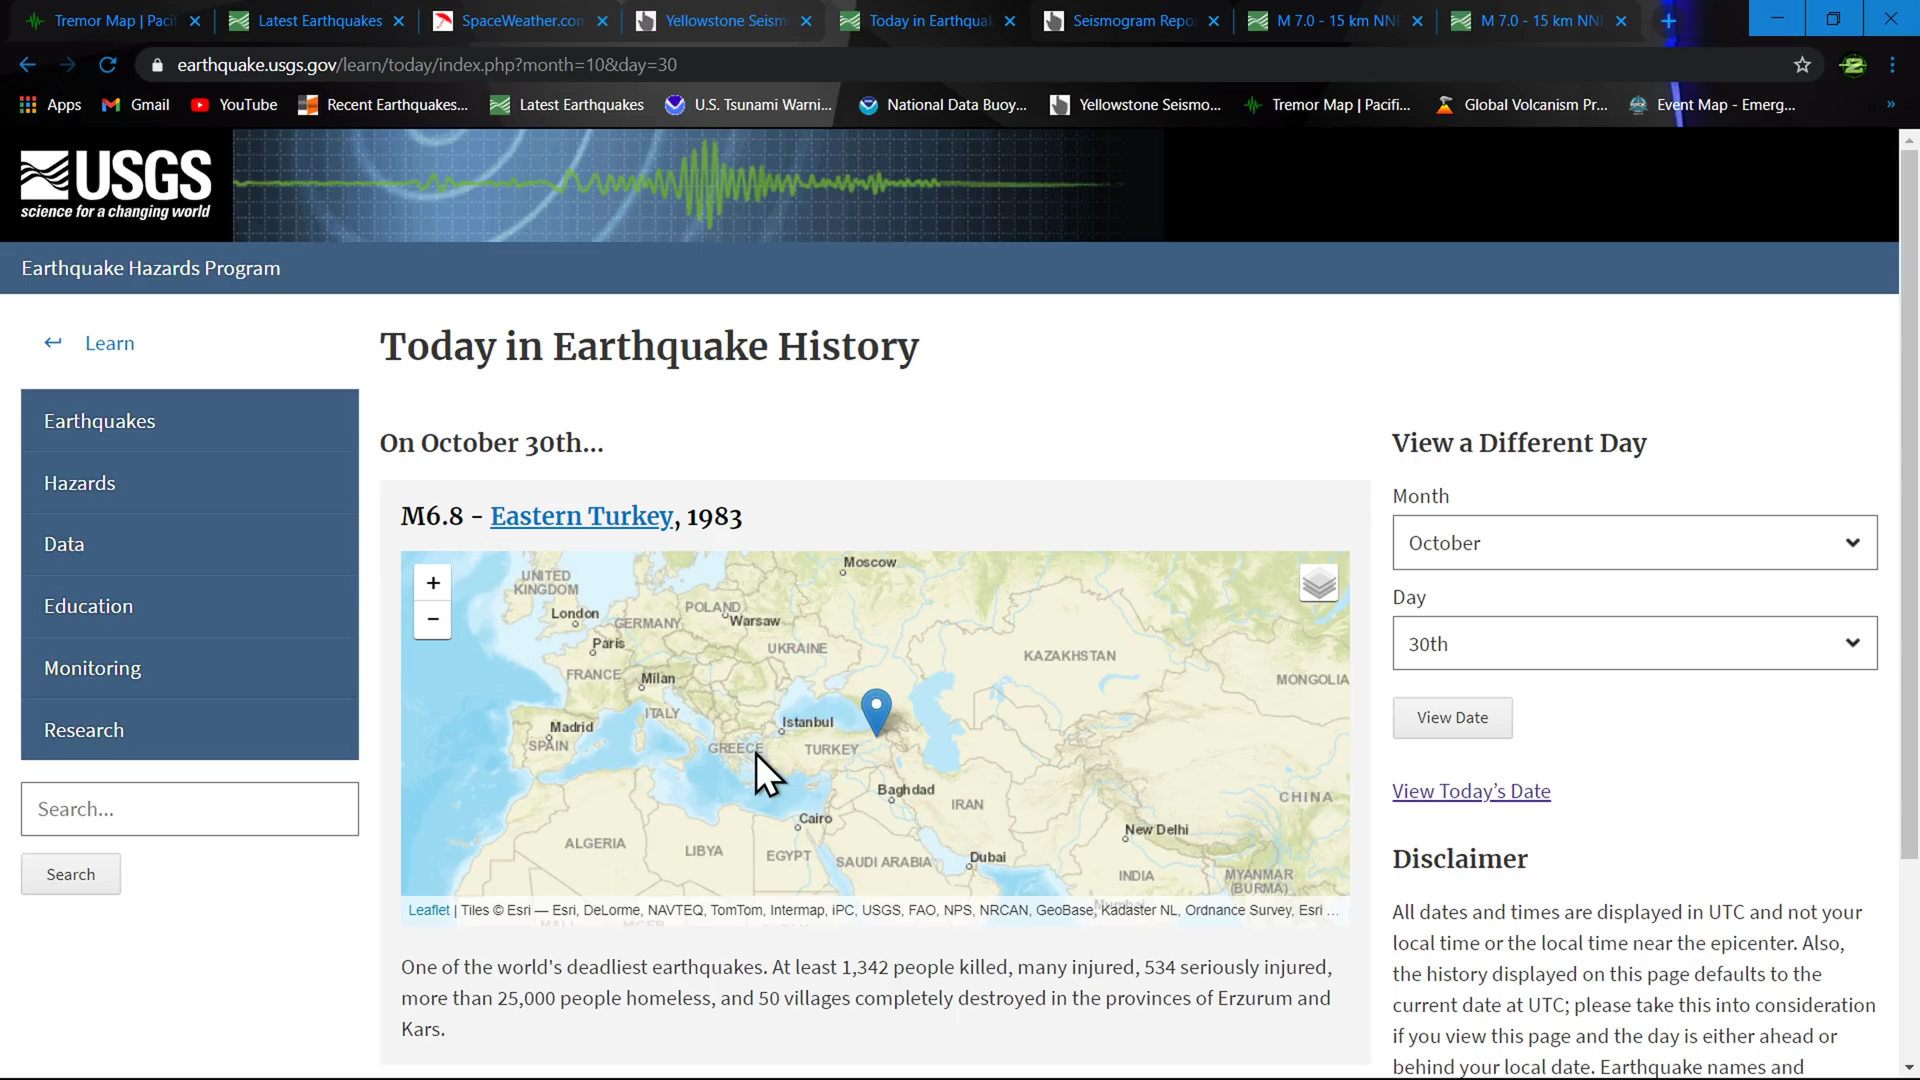 Tremor Map | Paci
Latest Earthquakes
SpaceWeather.com
Yellowstone Seism
Today in Earthqua
Seismogram Repo
M 7.0 - 15 km NN
M 7.0 - 15 km NN
earthquake.usgs.gov/learn/today/index.php?month=10&day=30
Apps
Gmail
YouTube
Recent Earthquakes...
Latest Earthquakes
U.S. Tsunami Warni...
National Data Buoy...
Yellowstone Seismo...
Tremor Map | Pacifi...
Global Volcanism Pr...
Event Map - Emerg...
»
USGS
science for a changing world
Earthquake Hazards Program
Learn
Earthquakes
Hazards
Data
Education
Monitoring
Research
Search...
Search
Today in Earthquake History
On October 30th...
M6.8 - Eastern Turkey, 1983
+
−
Moscow
UNITED
KINGDOM
London
POLAND
GERMANY
Warsaw
Paris
UKRAINE
KAZAKHSTAN
FRANCE
Milan
MONGOLIA
ITALY
Istanbul
Madrid
SPAIN
GREECE
TURKEY
Baghdad
IRAN
CHINA
Cairo
New Delhi
ALGERIA
LIBYA
EGYPT
SAUDI ARABIA
Dubai
INDIA
MYANMAR
(BURMA)
Mumbai
Leaflet | Tiles © Esri — Esri, DeLorme, NAVTEQ, TomTom, Intermap, iPC, USGS, FAO, NPS, NRCAN, GeoBase, Kadaster NL, Ordnance Survey, Esri ...
One of the world's deadliest earthquakes. At least 1,342 people killed, many injured, 534 seriously injured,
more than 25,000 people homeless, and 50 villages completely destroyed in the provinces of Erzurum and
Kars.
View a Different Day
Month
October
Day
30th
View Date
View Today's Date
Disclaimer
All dates and times are displayed in UTC and not your
local time or the local time near the epicenter. Also,
the history displayed on this page defaults to the
current date at UTC; please take this into consideration
if you view this page and the day is either ahead or
behind your local date. Earthquake names and